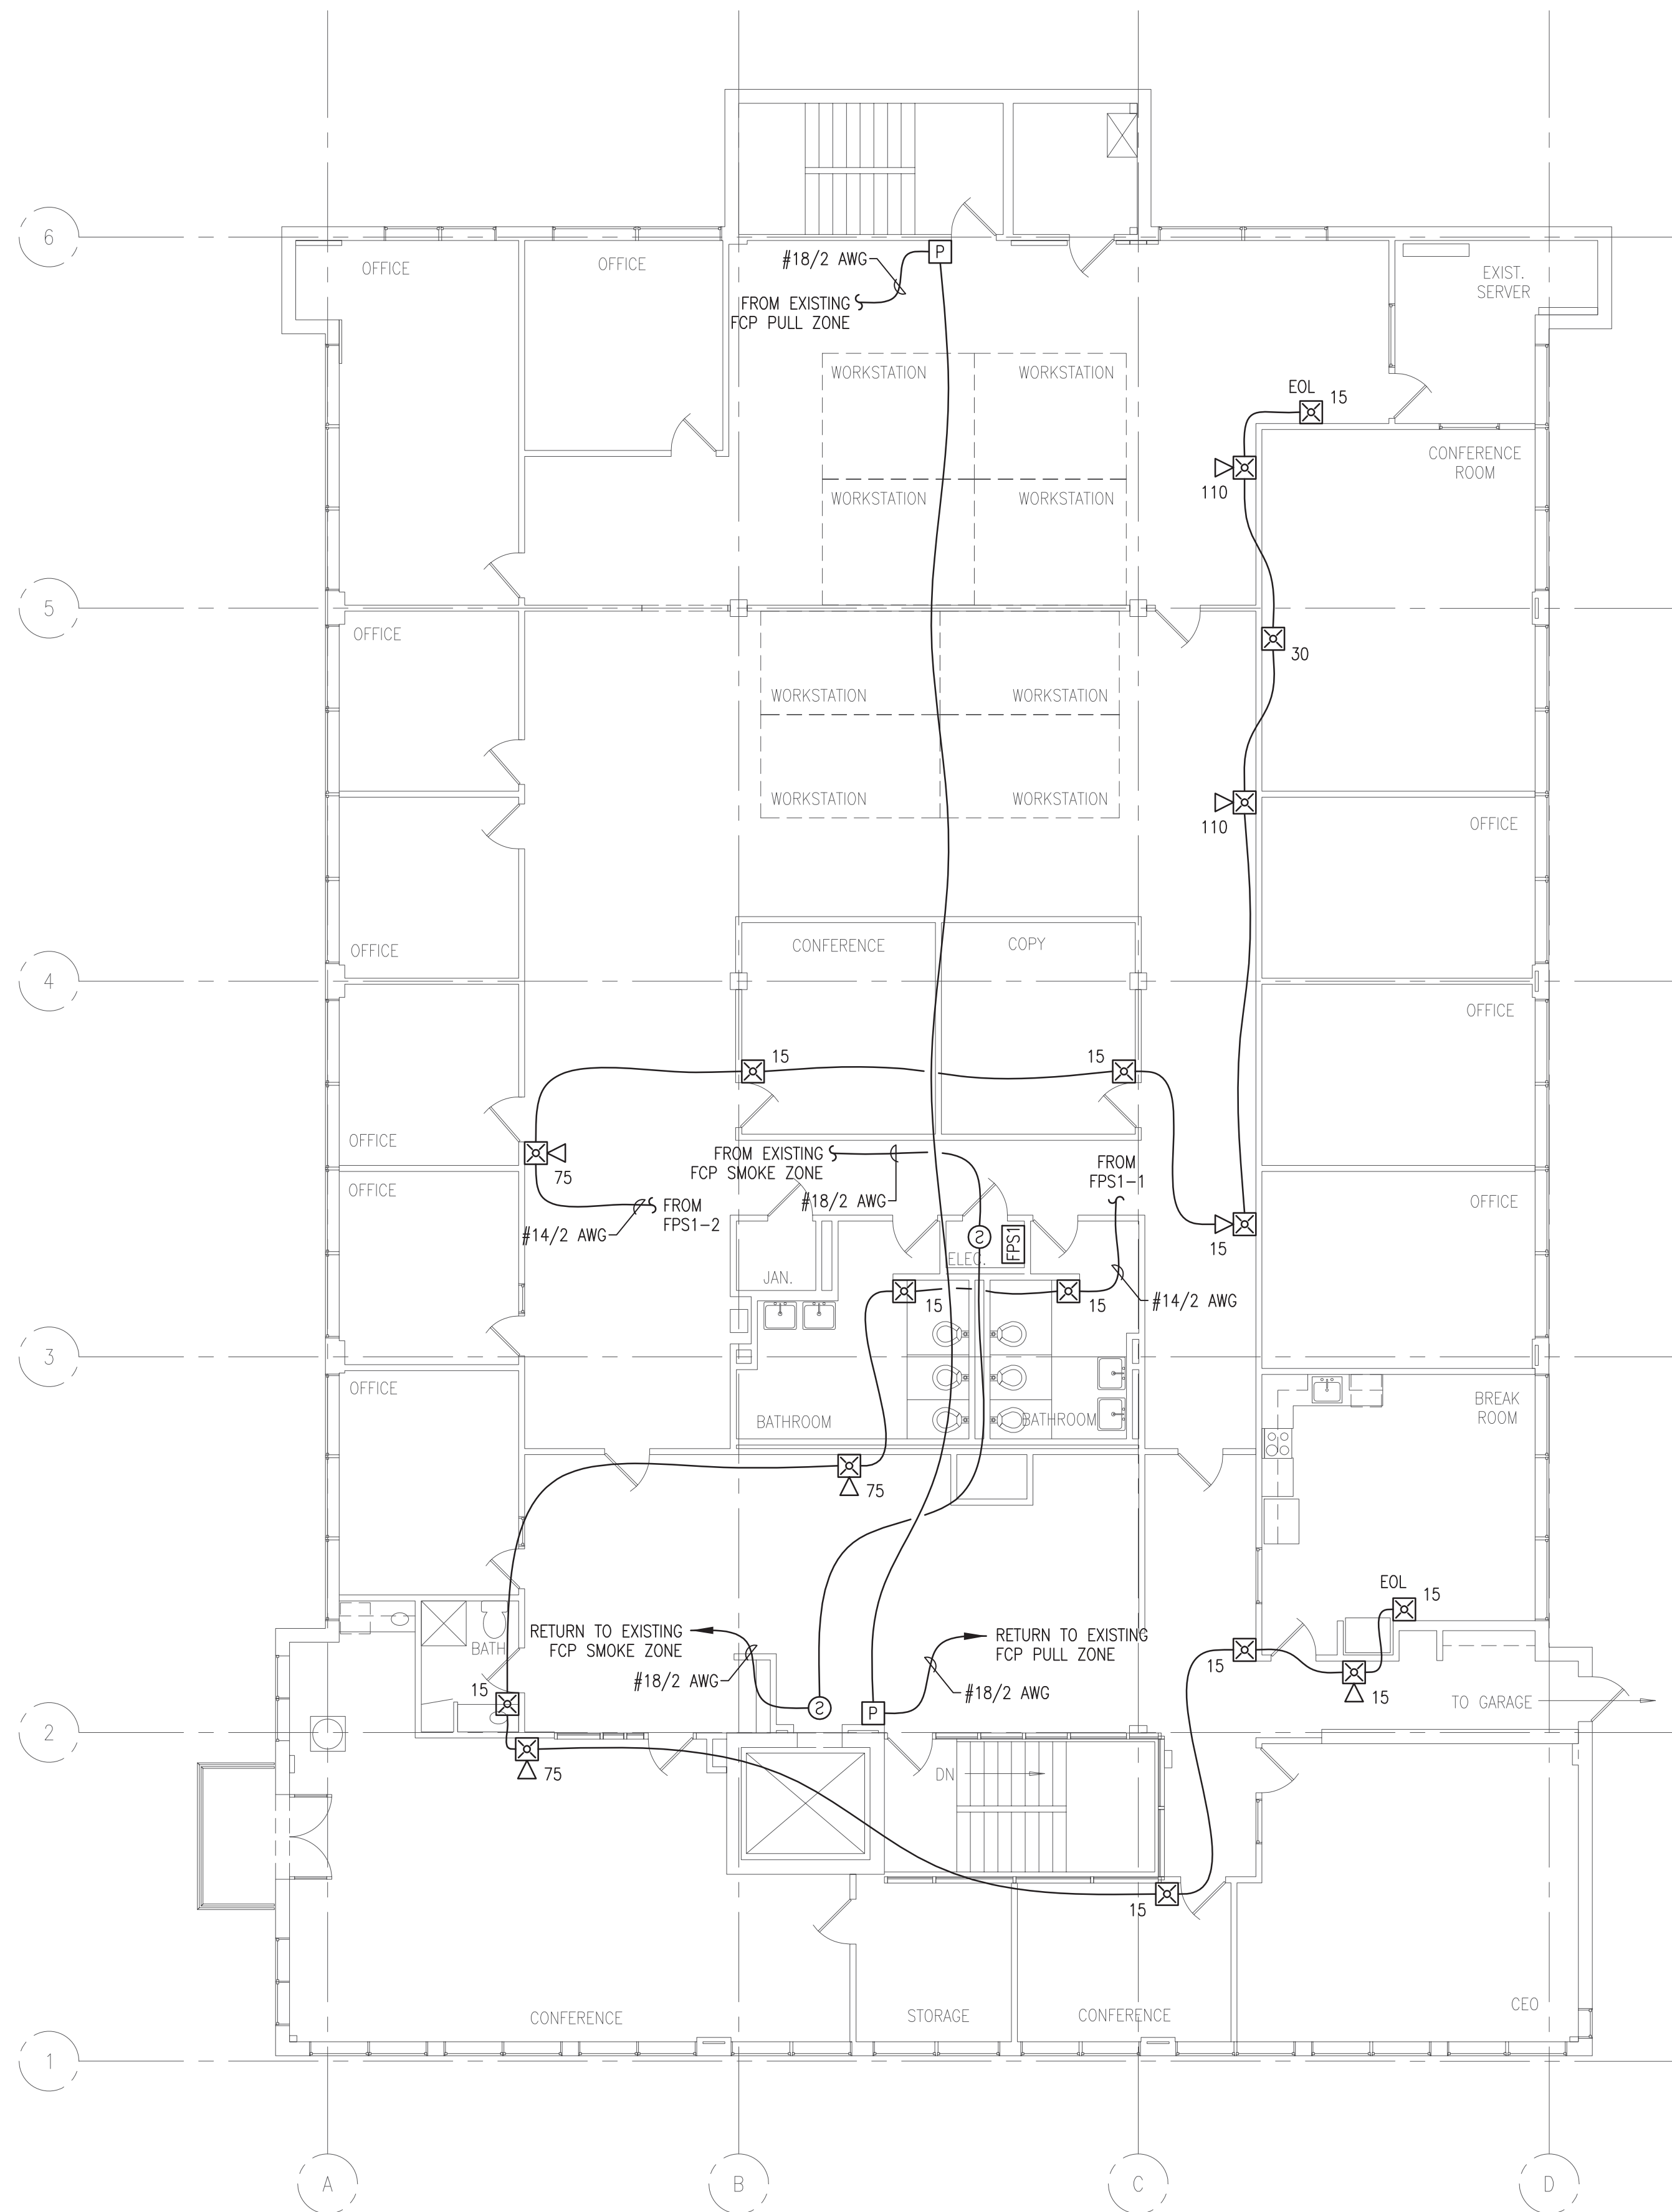 6
OFFICE
OFFICE
#18/2 AWG
P
FROM EXISTING
FCP PULL ZONE
EXIST.
SERVER
WORKSTATION
WORKSTATION
EOL
15
CONFERENCE
ROOM
110
WORKSTATION
WORKSTATION
5
OFFICE
30
WORKSTATION
WORKSTATION
WORKSTATION
WORKSTATION
110
OFFICE
OFFICE
CONFERENCE
COPY
4
OFFICE
15
15
OFFICE
75
FROM EXISTING
FCP SMOKE ZONE
FROM
FPS1-1
OFFICE
#18/2 AWG
OFFICE
FROM
FPS1-2
#14/2 AWG
S
FPS1
15
ELEC.
JAN.
15
15
#14/2 AWG
3
OFFICE
BATHROOM
BATHROOM
BREAK
ROOM
75
EOL
15
RETURN TO EXISTING
FCP SMOKE ZONE
BATH
RETURN TO EXISTING
FCP PULL ZONE
15
#18/2 AWG
#18/2 AWG
15
15
S
P
TO GARAGE
2
75
DN
15
CONFERENCE
STORAGE
CONFERENCE
CEO
1
A
B
C
D